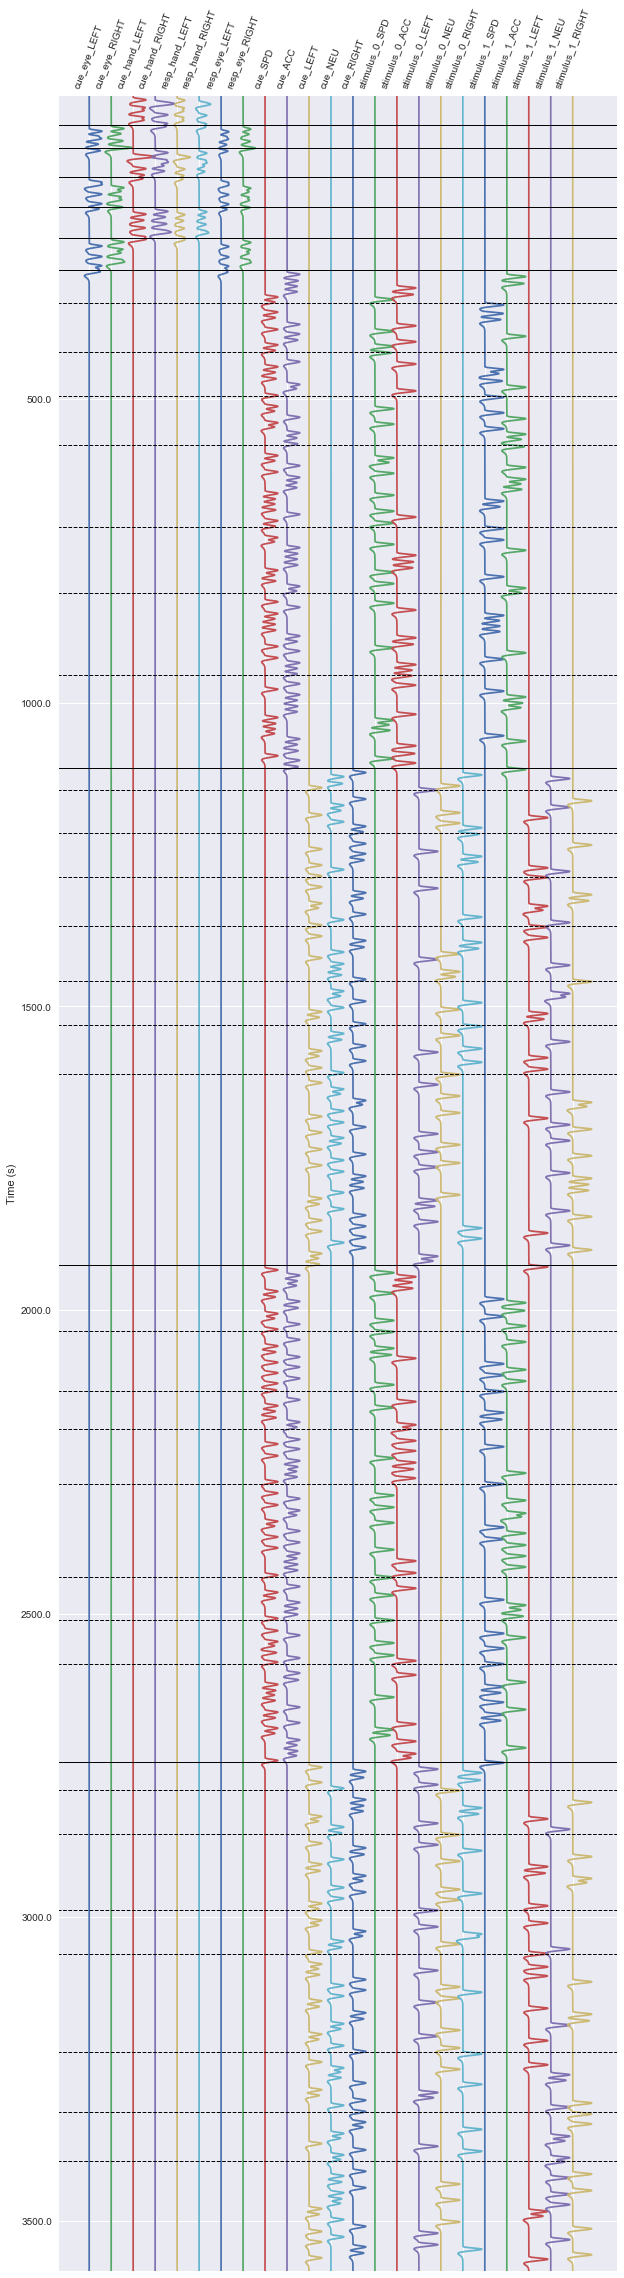 cue_eye_LEFT
cue_eye_RIGHT
cue_hand_LEFT
cue_hand_RIGHT
resp_hand_LEFT
resp_hand_RIGHT
resp_eye_LEFT
resp_eye_RIGHT
cue_SPD
cue_ACC
cue_LEFT
cue_NEU
cue_RIGHT
stimulus_0_SPD
stimulus_0_ACC
stimulus_0_LEFT
stimulus_0_NEU
stimulus_0_RIGHT
stimulus_1_SPD
stimulus_1_ACC
stimulus_1_LEFT
stimulus_1_NEU
stimulus_1_RIGHT
500.0
1000.0
1500.0
Time (s)
2000.0
2500.0
3000.0
3500.0